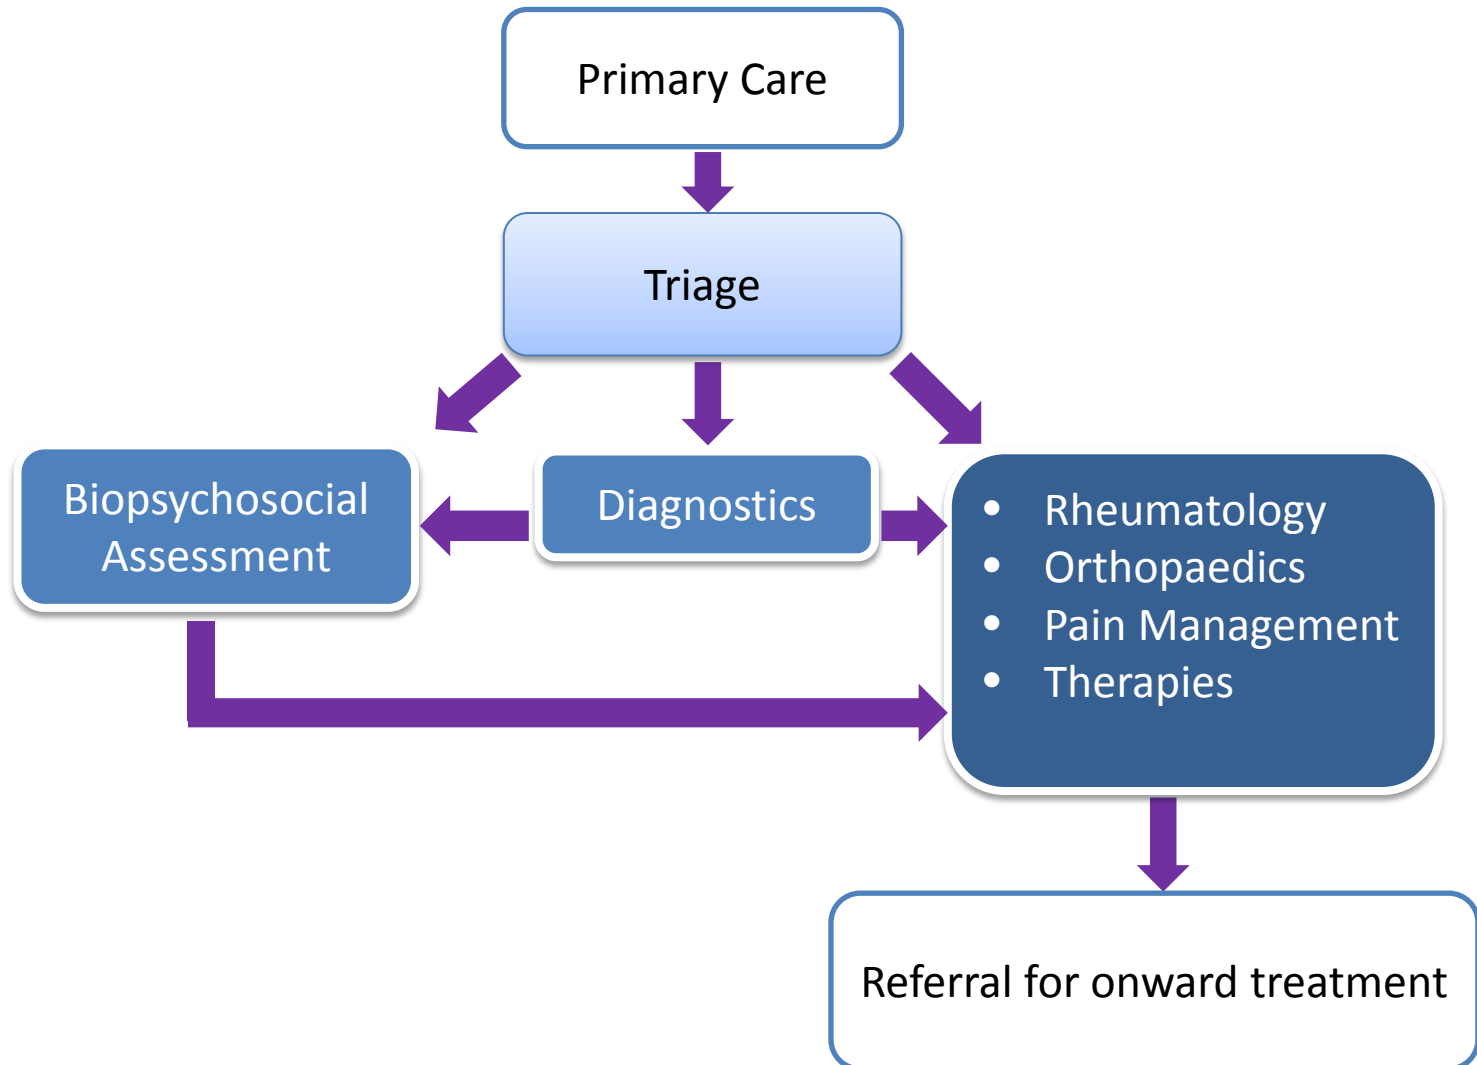 Primary Care
Triage
Biopsychosocial
Assessment
Diagnostics
• Rheumatology
• Orthopaedics
• Pain Management
• Therapies
Referral for onward treatment